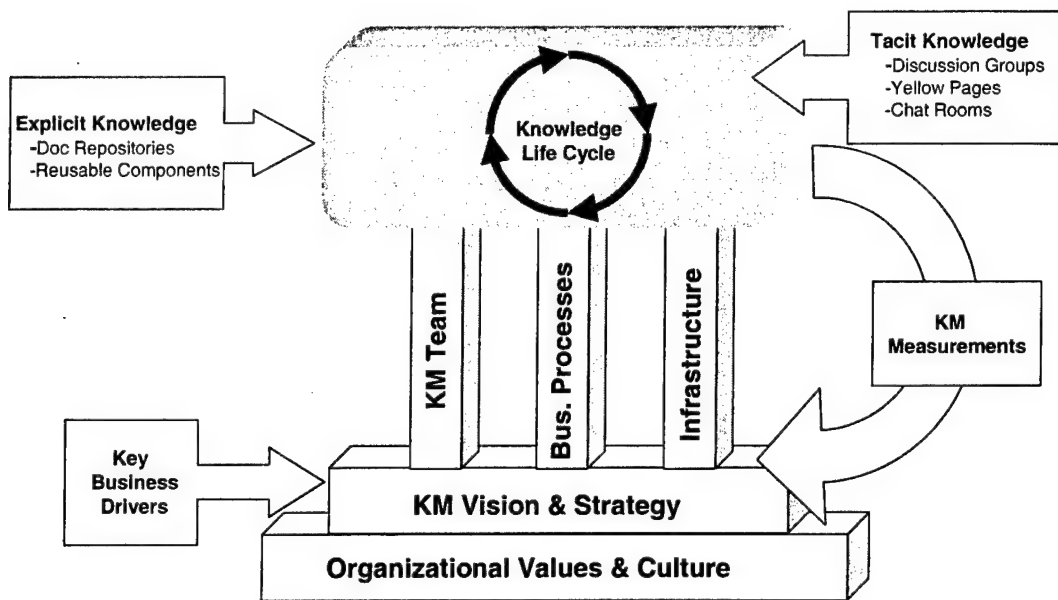 Tacit Knowledge
-Discussion Groups
-Yellow Pages
-Chat Rooms
Explicit Knowledge
-Doc Repositories
-Reusable Components
Knowledge
Life Cycle
KM Team
Bus. Processes
Infrastructure
KM
Measurements
Key
Business
Drivers
KM Vision & Strategy
Organizational Values & Culture